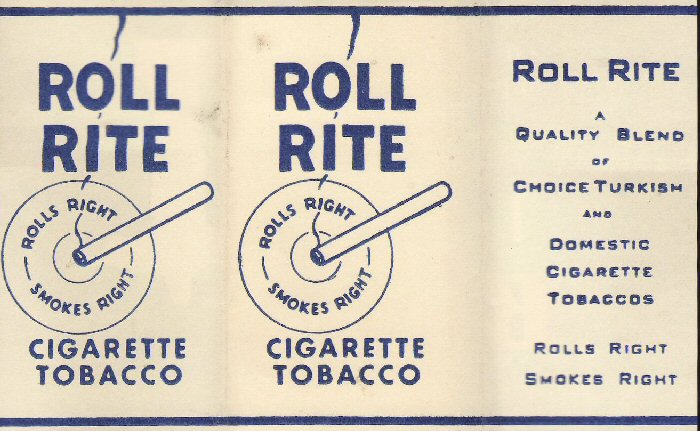 ROLL
RITE
ROLLS RIGHT
SMOKES RIGHT
CIGARETTE
TOBACCO
ROLL
RITE
ROLLS RIGHT
SMOKES RIGHT
CIGARETTE
TOBACCO
ROLL RITE
A
QUALITY BLEND
OF
CHOICE TURKISH
AND
DOMESTIC
CIGARETTE
TOBACCOS
ROLLS RIGHT
SMOKES RIGHT